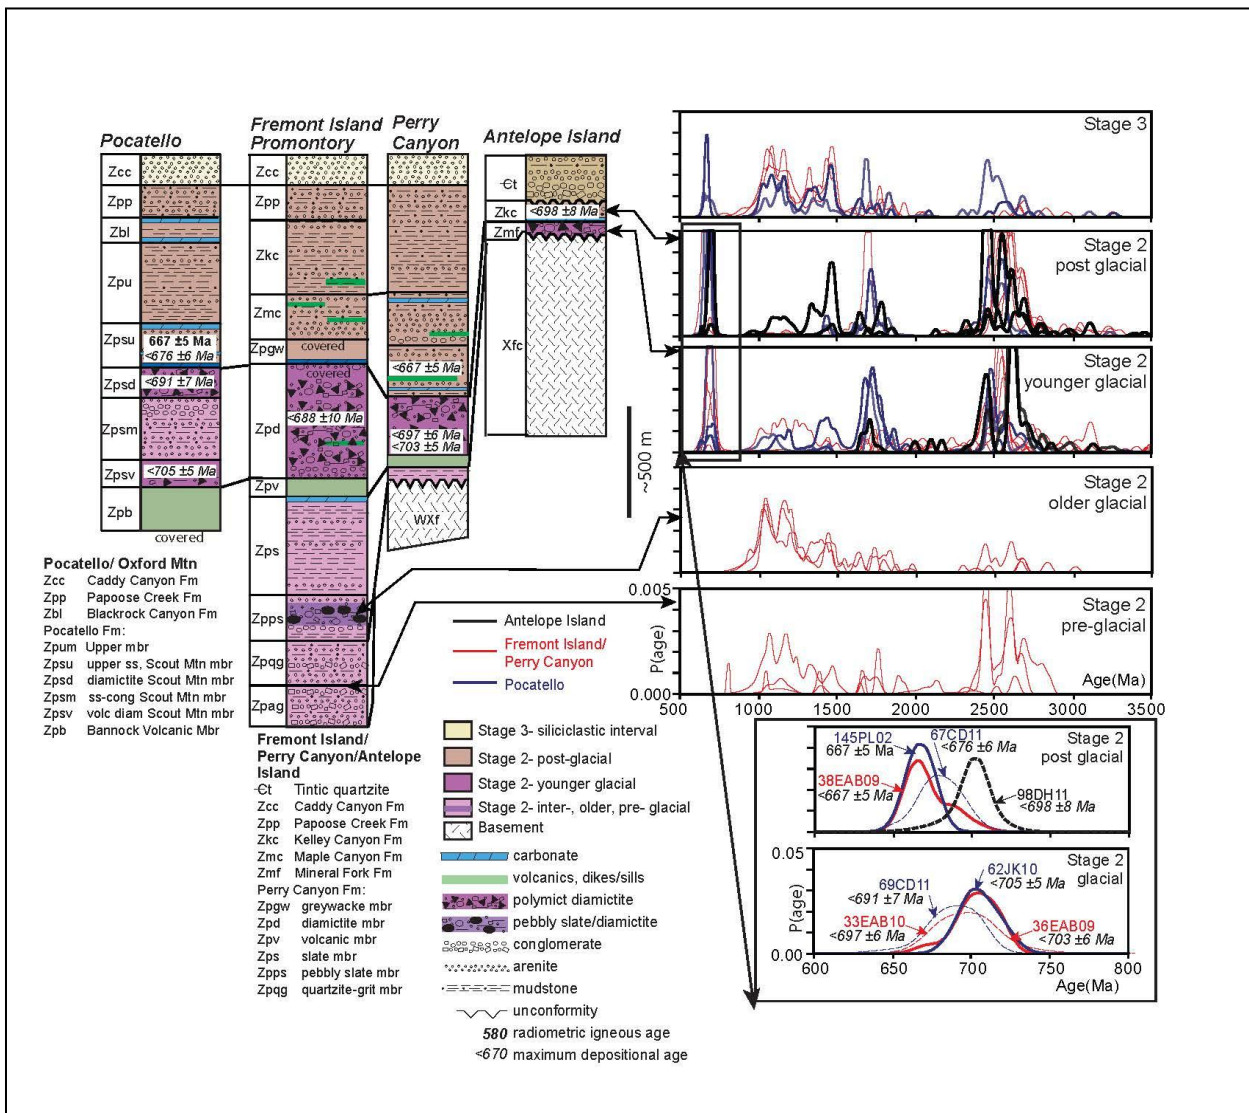 Pocatello
Fremont Island
Promontory
Perry
Canyon
Antelope Island
Zcc
Zpp
Zbl
Zpu
Zpsu
Zpsd
Zpsm
Zpsv
Zpb
667 ±5 Ma
<676 ±6 Ma
<691 ±7 Ma
<705 ±5 Ma
covered
Zcc
Zpp
Zkc
Zmc
Zpgw
Zpd
Zpv
Zps
Zpps
Zpqg
Zpag
covered
covered
<688 ±10 Ma
<667 ±5 Ma
<697 ±6 Ma
<703 ±5 Ma
WXf
Ꞓt
Zkc
Zmf
Xfc
<698 ±8 Ma
~500 m
Stage 3
Stage 2
post glacial
Stage 2
younger glacial
Stage 2
older glacial
Stage 2
pre-glacial
0.005
P(age)
0.000
Age(Ma)
500 1000 1500 2000 2500 3000 3500
Antelope Island
Fremont Island/
Perry Canyon
Pocatello
Pocatello/ Oxford Mtn
Zcc Caddy Canyon Fm
Zpp Papoose Creek Fm
Zbl Blackrock Canyon Fm
Pocatello Fm:
Zpum Upper mbr
Zpsu upper ss, Scout Mtn mbr
Zpsd diamictite Scout Mtn mbr
Zpsm ss-cong Scout Mtn mbr
Zpsv volc diam Scout Mtn mbr
Zpb Bannock Volcanic Mbr
Fremont Island/
Perry Canyon/Antelope
Island
Ꞓt Tintic quartzite
Zcc Caddy Canyon Fm
Zpp Papoose Creek Fm
Zkc Kelley Canyon Fm
Zmc Maple Canyon Fm
Zmf Mineral Fork Fm
Perry Canyon Fm:
Zpgw greywacke mbr
Zpd diamictite mbr
Zpv volcanic mbr
Zps slate mbr
Zpps pebbly slate mbr
Zpqg quartzite-grit mbr
Stage 3- siliciclastic interval
Stage 2- post-glacial
Stage 2- younger glacial
Stage 2- inter-, older, pre- glacial
Basement
carbonate
volcanics, dikes/sills
polymict diamictite
pebbly slate/diamictite
conglomerate
arenite
mudstone
unconformity
580 radiometric igneous age
<670 maximum depositional age
145PL02
667 ±5 Ma
67CD11
<676 ±6 Ma
Stage 2
post glacial
38EAB09
<667 ±5 Ma
98DH11
<698 ±8 Ma
0.05
P(age)
0.00
Stage 2
glacial
62JK10
<705 ±5 Ma
69CD11
<691 ±7 Ma
33EAB10
<697 ±6 Ma
36EAB09
<703 ±6 Ma
600 650 700 750 800
Age(Ma)